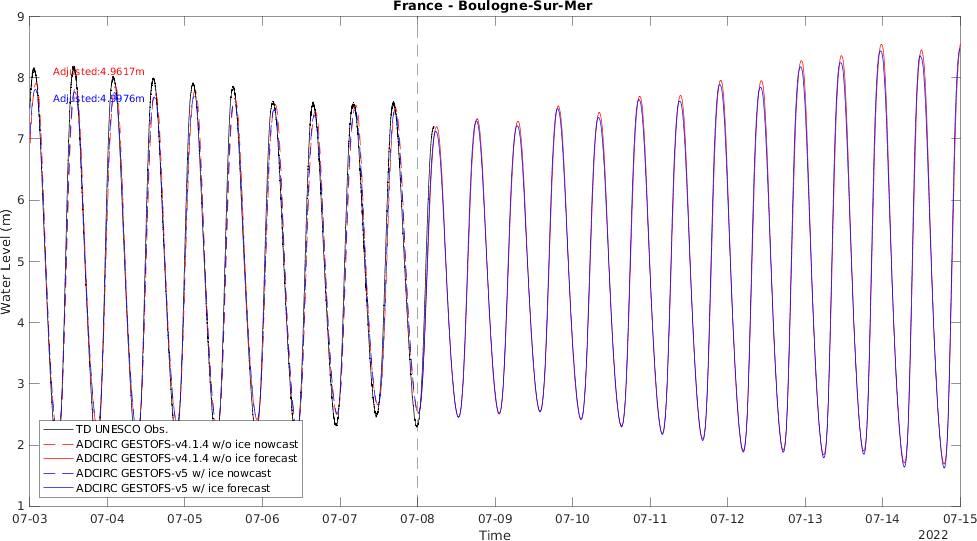 France - Boulogne-Sur-Mer
9
8
7
6
5
4
3
2
1
Water Level (m)
Adjusted:4.9617m
Adjusted:4.9976m
TD UNESCO Obs.
ADCIRC GESTOFS-v4.1.4 w/o ice nowcast
ADCIRC GESTOFS-v4.1.4 w/o ice forecast
ADCIRC GESTOFS-v5 w/ ice nowcast
ADCIRC GESTOFS-v5 w/ ice forecast
07-03 07-04 07-05 07-06 07-07 07-08 07-09 07-10 07-11 07-12 07-13 07-14 07-15
Time
2022